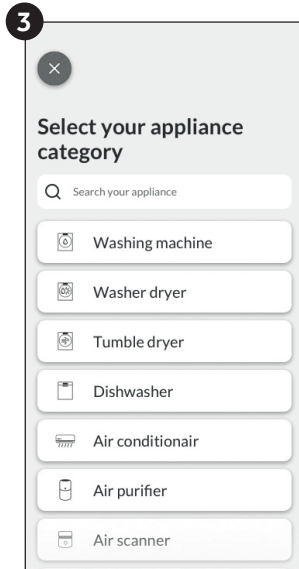 3
Select your appliance
category
Search your appliance
Washing machine
Washer dryer
Tumble dryer
Dishwasher
Air conditionair
Air purifier
Air scanner